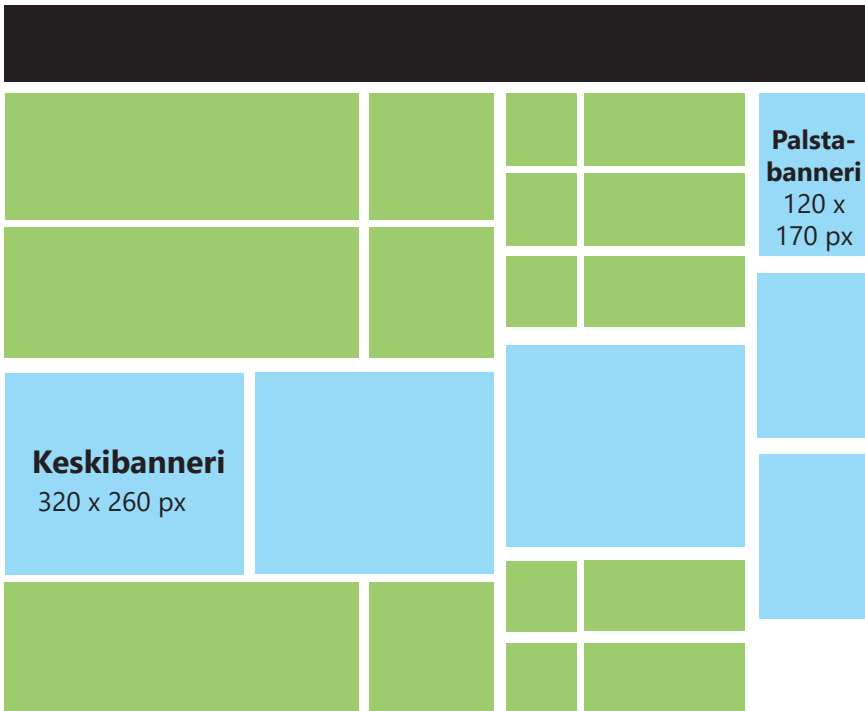 Palsta-
banneri
120 x
170 px
Keskibanneri
320 x 260 px